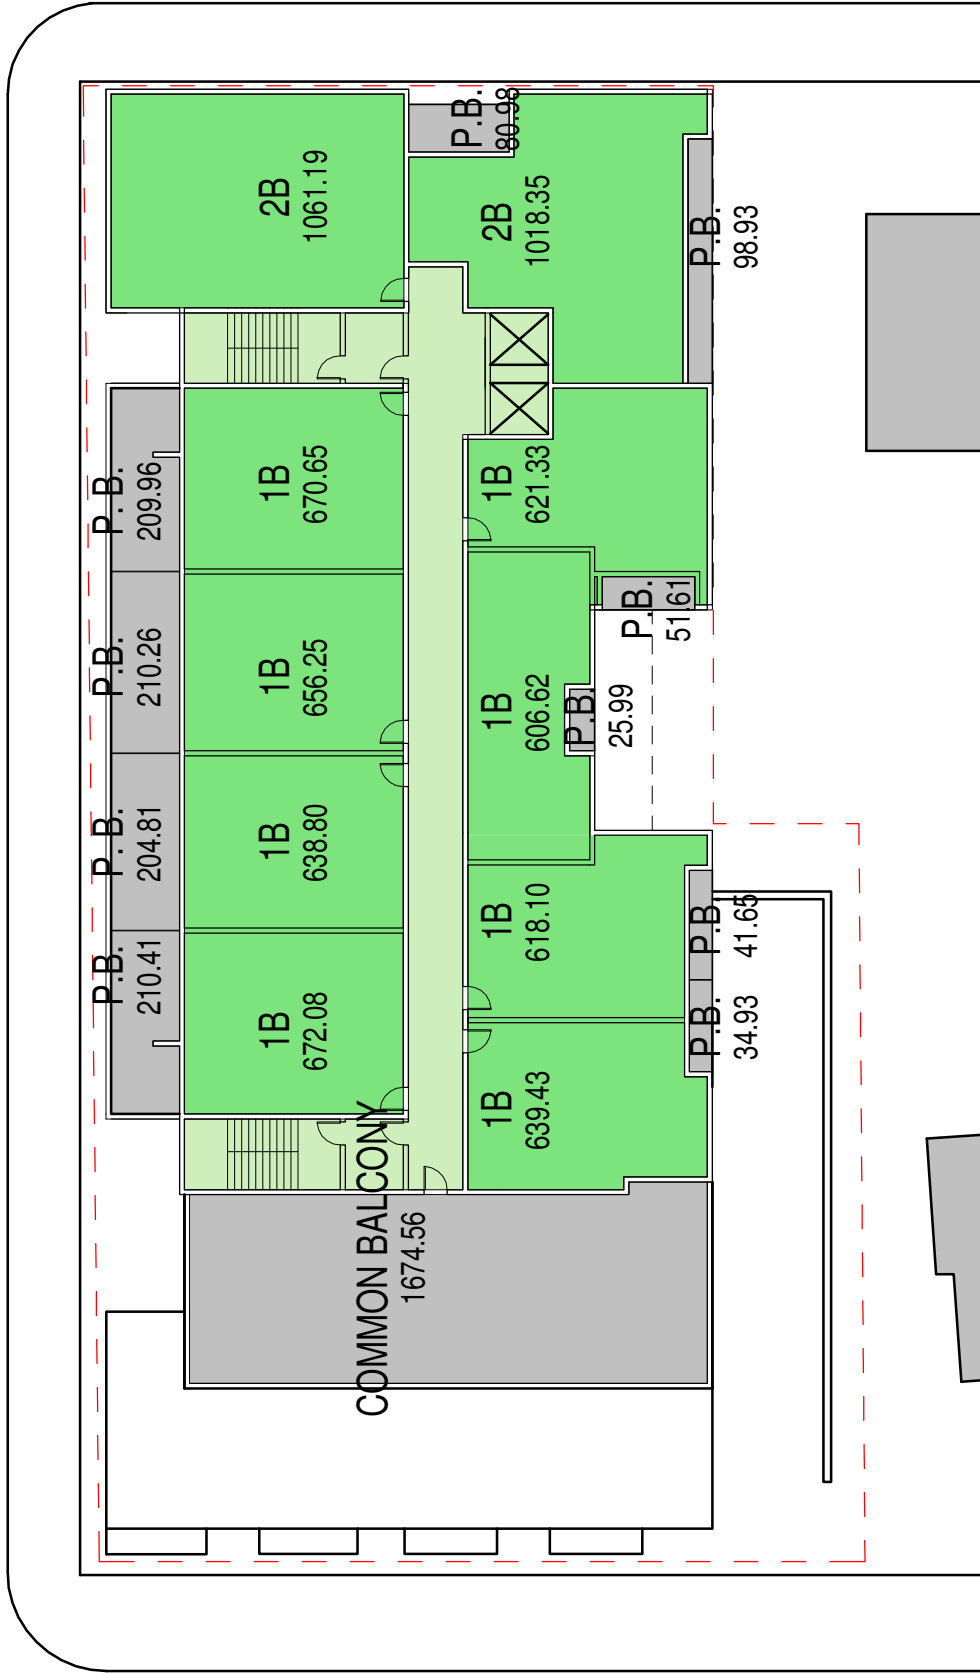 2B
1061.19
P.B.
80.98
2B
1018.35
P.B.
98.93
P.B.
209.96
1B
670.65
1B
621.33
P.B.
51.61
P.B.
210.26
1B
656.25
1B
606.62
P.B.
25.99
P.B.
204.81
1B
638.80
1B
618.10
P.B.
41.65
P.B.
210.41
1B
672.08
1B
639.43
P.B.
34.93
COMMON BALCONY
1674.56